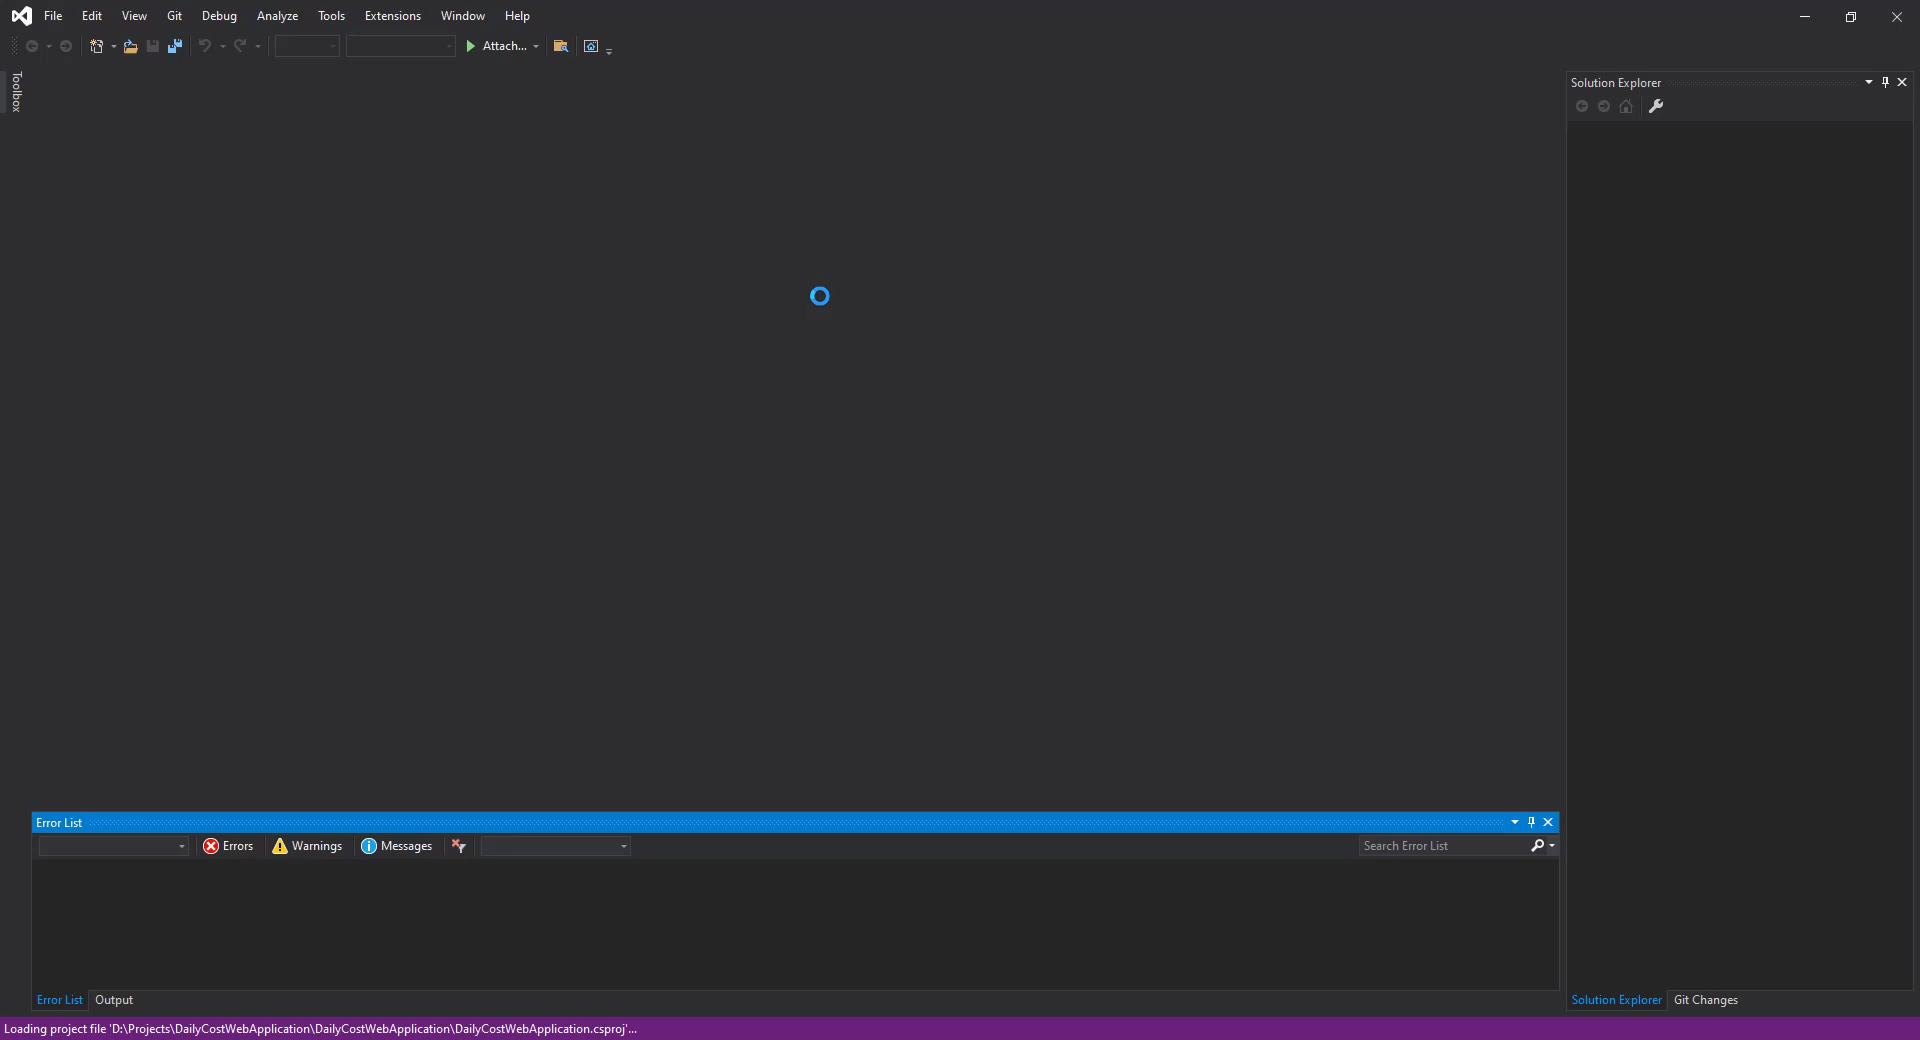 File Edit View Git Debug Analyze Tools Extensions Window Help
Attach...
Toolbox
Solution Explorer
Error List
Errors Warnings Messages Search Error List
Error List Output
Solution Explorer Git Changes
Loading project file 'D:\Projects\DailyCostWebApplication\DailyCostWebApplication\DailyCostWebApplication.csproj'...